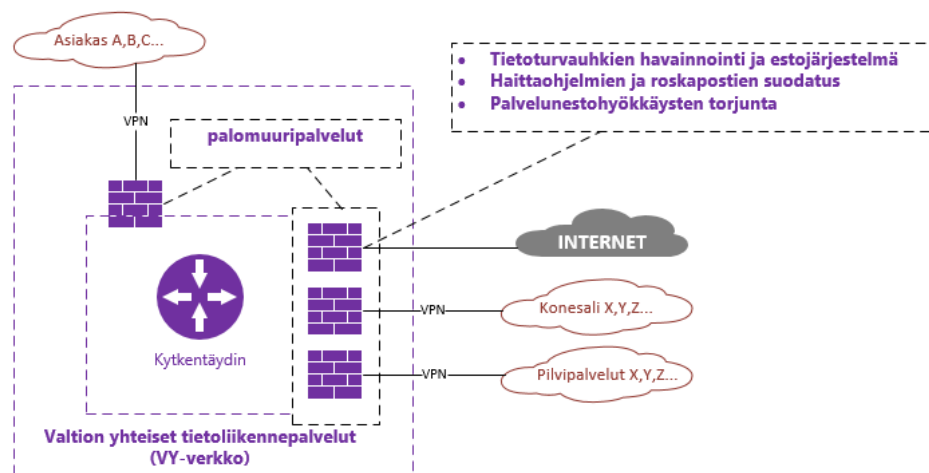 Asiakas A,B,C...
VPN
palomuuripalvelut
• Tietoturvauhkien havainnointi ja estojärjestelmä
• Haittaohjelmien ja roskapostien suodatus
• Palvelunestohyökkäysten torjunta
INTERNET
VPN
Konesali X,Y,Z...
Kytkentäydin
VPN
Pilvipalvelut X,Y,Z...
Valtion yhteiset tietoliikennepalvelut
(VY-verkko)